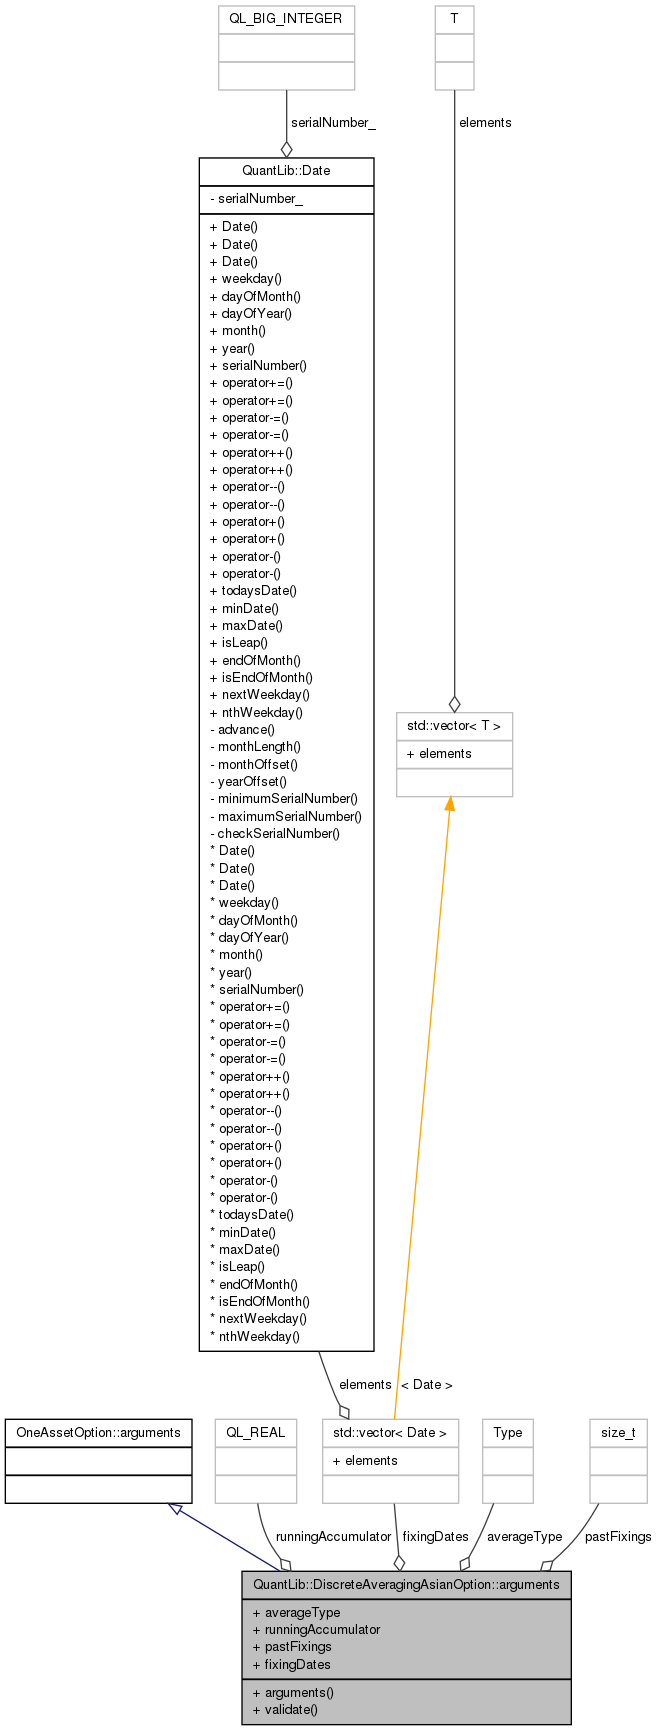 QL_BIG_INTEGER
T
serialNumber_
elements
QuantLib::Date
- serialNumber_
+ Date()
+ Date()
+ Date()
+ weekday()
+ dayOfMonth()
+ dayOfYear()
+ month()
+ year()
+ serialNumber()
+ operator+=()
+ operator+=()
+ operator-=()
+ operator-=()
+ operator++()
+ operator++()
+ operator--()
+ operator--()
+ operator+()
+ operator+()
+ operator-()
+ operator-()
+ todaysDate()
+ minDate()
+ maxDate()
+ isLeap()
+ endOfMonth()
+ isEndOfMonth()
+ nextWeekday()
+ nthWeekday()
- advance()
- monthLength()
- monthOffset()
- yearOffset()
- minimumSerialNumber()
- maximumSerialNumber()
- checkSerialNumber()
* Date()
* Date()
* Date()
* weekday()
* dayOfMonth()
* dayOfYear()
* month()
* year()
* serialNumber()
* operator+=()
* operator+=()
* operator-=()
* operator-=()
* operator++()
* operator++()
* operator--()
* operator--()
* operator+()
* operator+()
* operator-()
* operator-()
* todaysDate()
* minDate()
* maxDate()
* isLeap()
* endOfMonth()
* isEndOfMonth()
* nextWeekday()
* nthWeekday()
std::vector< T >
+ elements
elements
< Date >
OneAssetOption::arguments
QL_REAL
std::vector< Date >
+ elements
Type
size_t
runningAccumulator
fixingDates
averageType
pastFixings
QuantLib::DiscreteAveragingAsianOption::arguments
+ averageType
+ runningAccumulator
+ pastFixings
+ fixingDates
+ arguments()
+ validate()